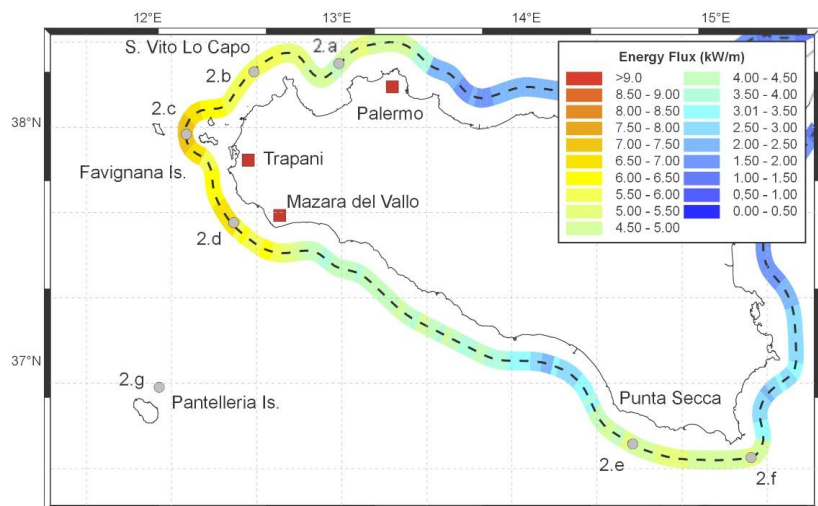 12°E 13°E 14°E 15°E
S. Vito Lo Capo
2.a
2.b
2.c
Palermo
38°N
Trapani
Favignana Is.
Mazara del Vallo
2.d
Energy Flux (kW/m)
>9.0
8.50 - 9.00
8.00 - 8.50
7.50 - 8.00
7.00 - 7.50
6.50 - 7.00
6.00 - 6.50
5.50 - 6.00
5.00 - 5.50
4.50 - 5.00
4.00 - 4.50
3.50 - 4.00
3.01 - 3.50
2.50 - 3.00
2.00 - 2.50
1.50 - 2.00
1.00 - 1.50
0,50 - 1.00
0.00 - 0.50
37°N
2.g
Pantelleria Is.
Punta Secca
2.e
2.f